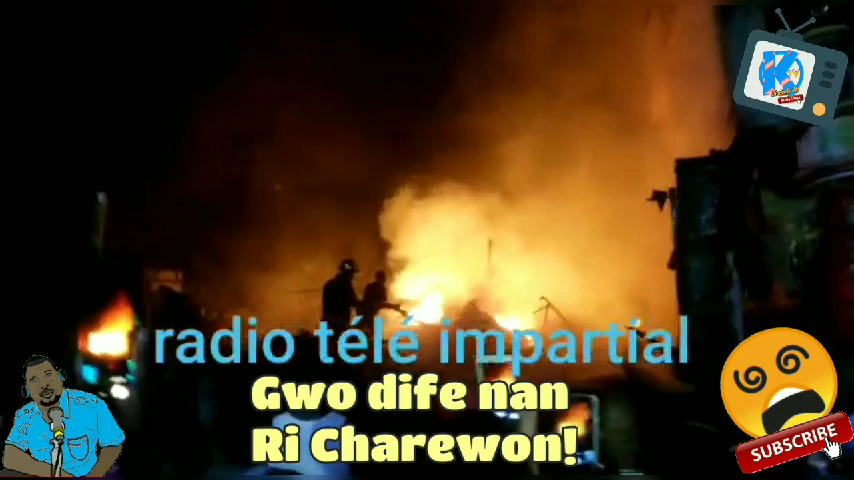 K
radio télé impartial
Gwo dife nan
Ri Charewon!
SUBSCRIBE